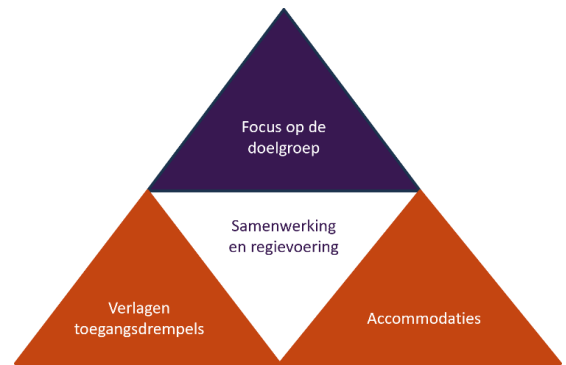 Focus op de
doelgroep
Samenwerking
en regievoering
Verlagen
toegangsdrempels
Accommodaties